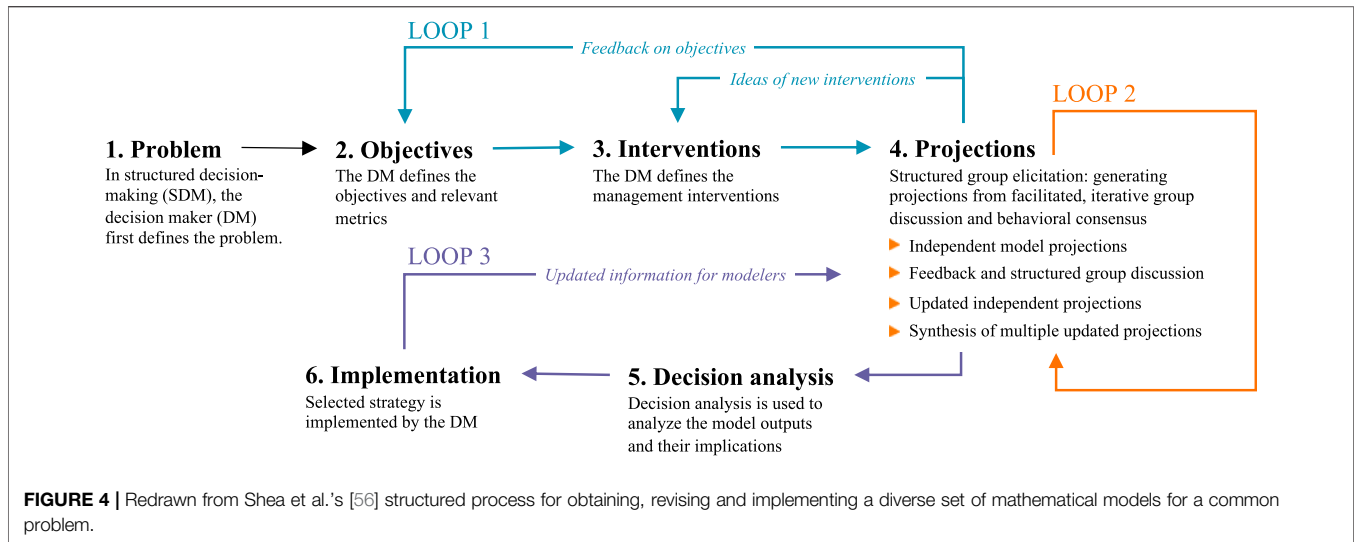 LOOP 1
Feedback on objectives
Ideas of new interventions
LOOP 2
1. Problem
In structured decision-
making (SDM), the
decision maker (DM)
first defines the problem.
2. Objectives
The DM defines the
objectives and relevant
metrics
3. Interventions
The DM defines the
management interventions
4. Projections
Structured group elicitation: generating
projections from facilitated, iterative group
discussion and behavioral consensus
Independent model projections
Feedback and structured group discussion
Updated independent projections
Synthesis of multiple updated projections
LOOP 3
Updated information for modelers
6. Implementation
Selected strategy is
implemented by the DM
5. Decision analysis
Decision analysis is used to
analyze the model outputs
and their implications
FIGURE 4 | Redrawn from Shea et al.'s [56] structured process for obtaining, revising and implementing a diverse set of mathematical models for a common
problem.